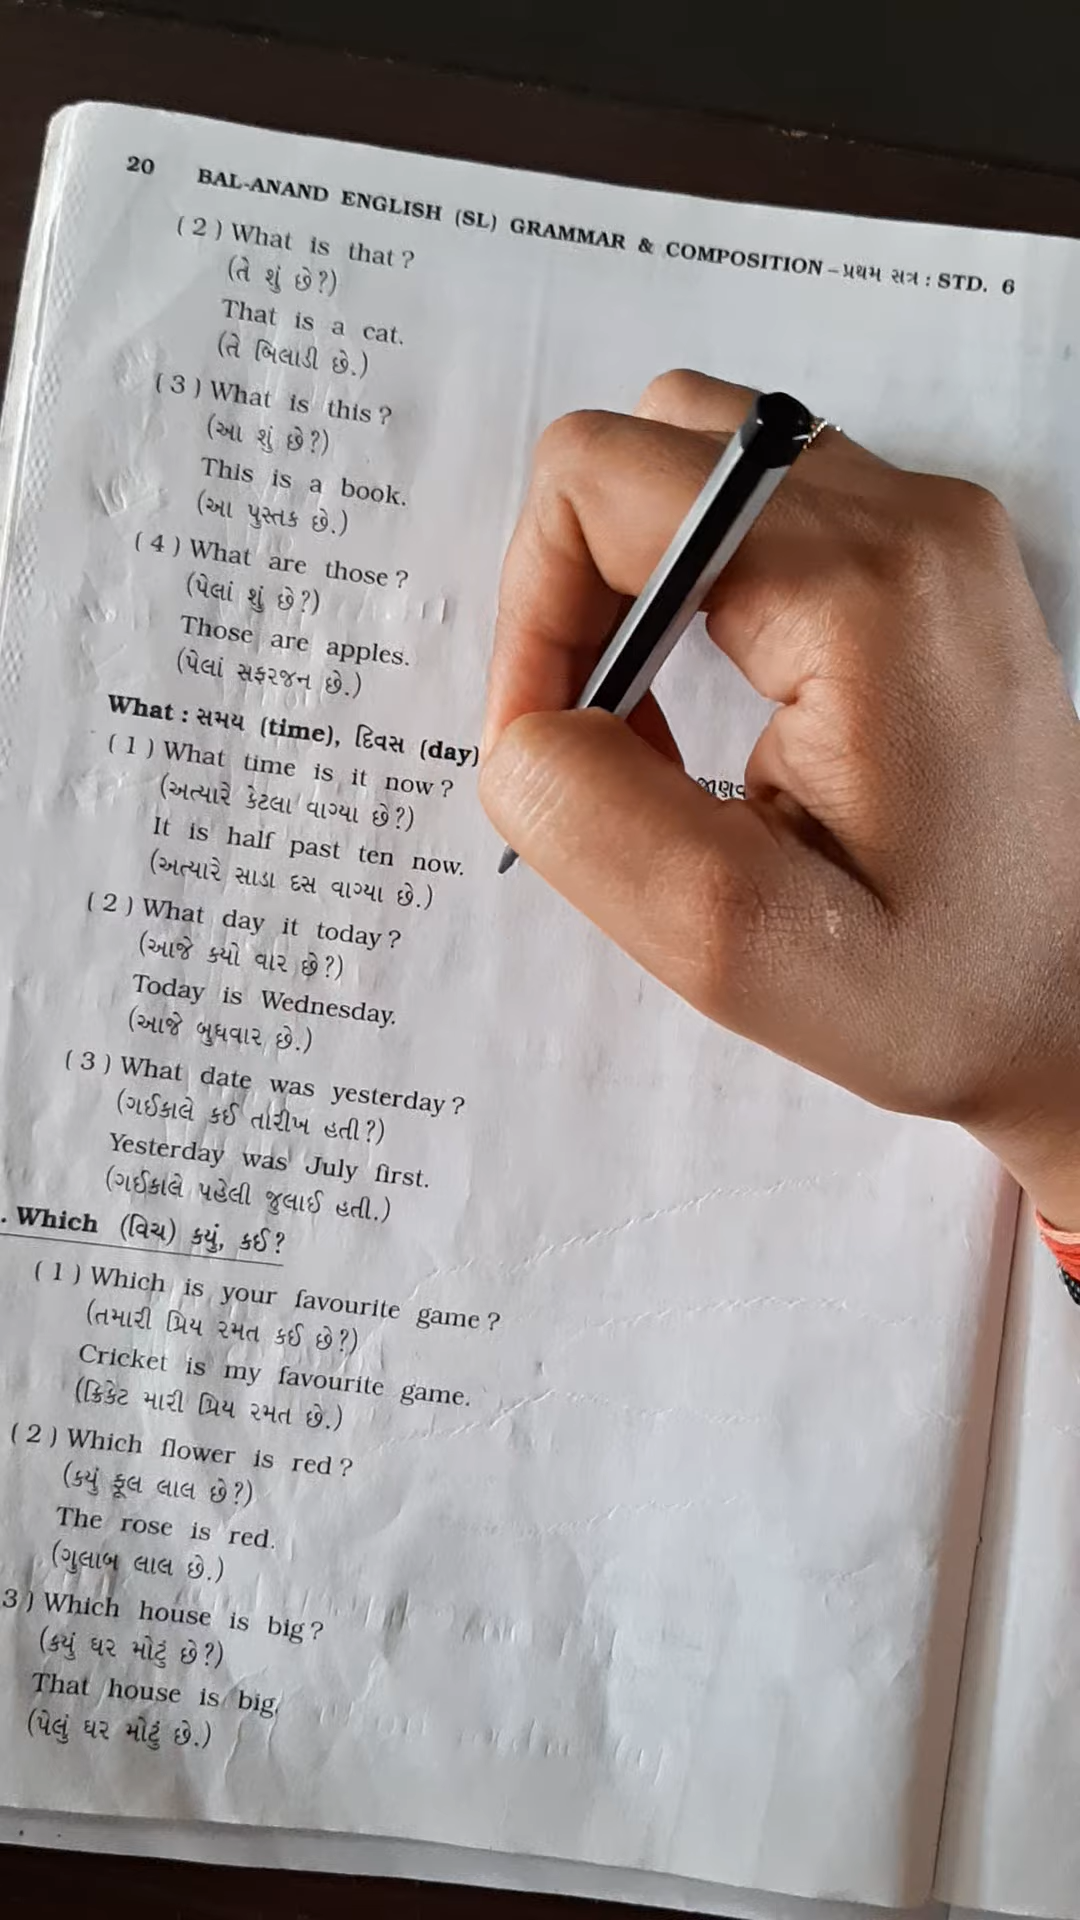 20 BAL-ANAND ENGLISH (SL) GRAMMAR & COMPOSITION – પ્રથમ સત્ર : STD. 6
( 2 ) What is that ?
(તે શું છે?)
That is a cat.
(તે બિલાડી છે.)
( 3 ) What is this ?
(આ શું છે?)
This is a book.
(આ પુસ્તક છે.)
( 4 ) What are those ?
(પેલાં શું છે?)
Those are apples.
(પેલાં સફરજન છે.)
What : સમય (time), દિવસ (day)
( 1 ) What time is it now ?
(અત્યારે કેટલા વાગ્યા છે?)
It is half past ten now.
(અત્યારે સાડા દસ વાગ્યા છે.)
( 2 ) What day it today ?
(આજે કયો વાર છે?)
Today is Wednesday.
(આજે બુધવાર છે.)
( 3 ) What date was yesterday ?
(ગઈકાલે કઈ તારીખ હતી?)
Yesterday was July first.
(ગઈકાલે પહેલી જુલાઈ હતી.)
. Which (વિચ) કયું, કઈ?
( 1 ) Which is your favourite game ?
(તમારી પ્રિય રમત કઈ છે?)
Cricket is my favourite game.
(ક્રિકેટ મારી પ્રિય રમત છે.)
( 2 ) Which flower is red ?
(કયું ફૂલ લાલ છે?)
The rose is red.
(ગુલાબ લાલ છે.)
3 ) Which house is big ?
(કયું ઘર મોટું છે?)
That house is big.
(પેલું ઘર મોટું છે.)